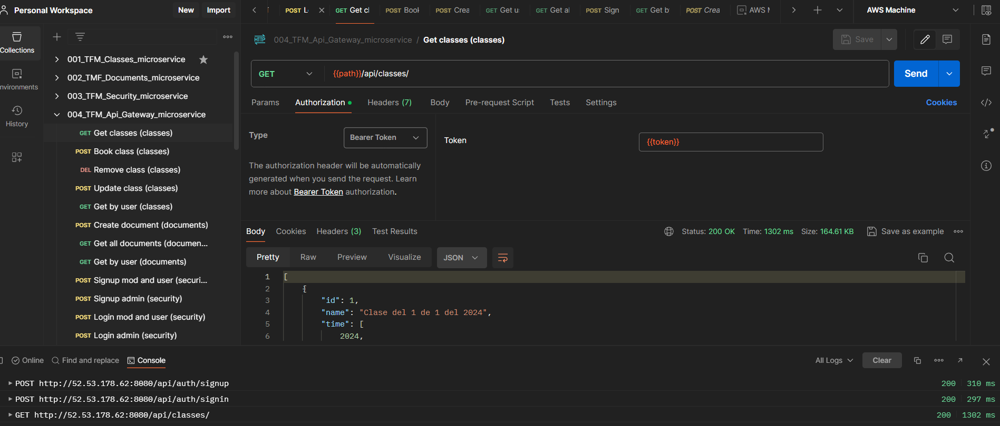 Personal Workspace
New
Import
POST L
GET Get cl
POST Book
POST Crea
GET Get u
GET Get al
POST Sign
GET Get b
POST Crea
AWS M
AWS Machine
Collections
nvironments
History
001_TFM_Classes_microservice
002_TMF_Documents_microservice
003_TFM_Security_microservice
004_TFM_Api_Gateway_microservice
GET Get classes (classes)
POST Book class (classes)
DEL Remove class (classes)
POST Update class (classes)
GET Get by user (classes)
POST Create document (documents)
GET Get all documents (documen...
GET Get by user (documents)
POST Signup mod and user (securi...
POST Signup admin (security)
POST Login mod and user (security)
POST Login admin (security)
HTTP 004_TFM_Api_Gateway_microservice / Get classes (classes)
Save
GET
{{path}}/api/classes/
Send
Params Authorization Headers (7) Body Pre-request Script Tests Settings
Cookies
Type
Bearer Token
The authorization header will be automatically
generated when you send the request. Learn
more about Bearer Token authorization.
Token
{{token}}
Body Cookies Headers (3) Test Results
Status: 200 OK Time: 1302 ms Size: 164.61 KB
Save as example
Pretty Raw Preview Visualize JSON
1 [
2 {
3 "id": 1,
4 "name": "Clase del 1 de 1 del 2024",
5 "time": [
6 2024,
Online Find and replace Console
All Logs Clear
POST http://52.53.178.62:8080/api/auth/signup 200 310 ms
POST http://52.53.178.62:8080/api/auth/signin 200 297 ms
GET http://52.53.178.62:8080/api/classes/ 200 1302 ms